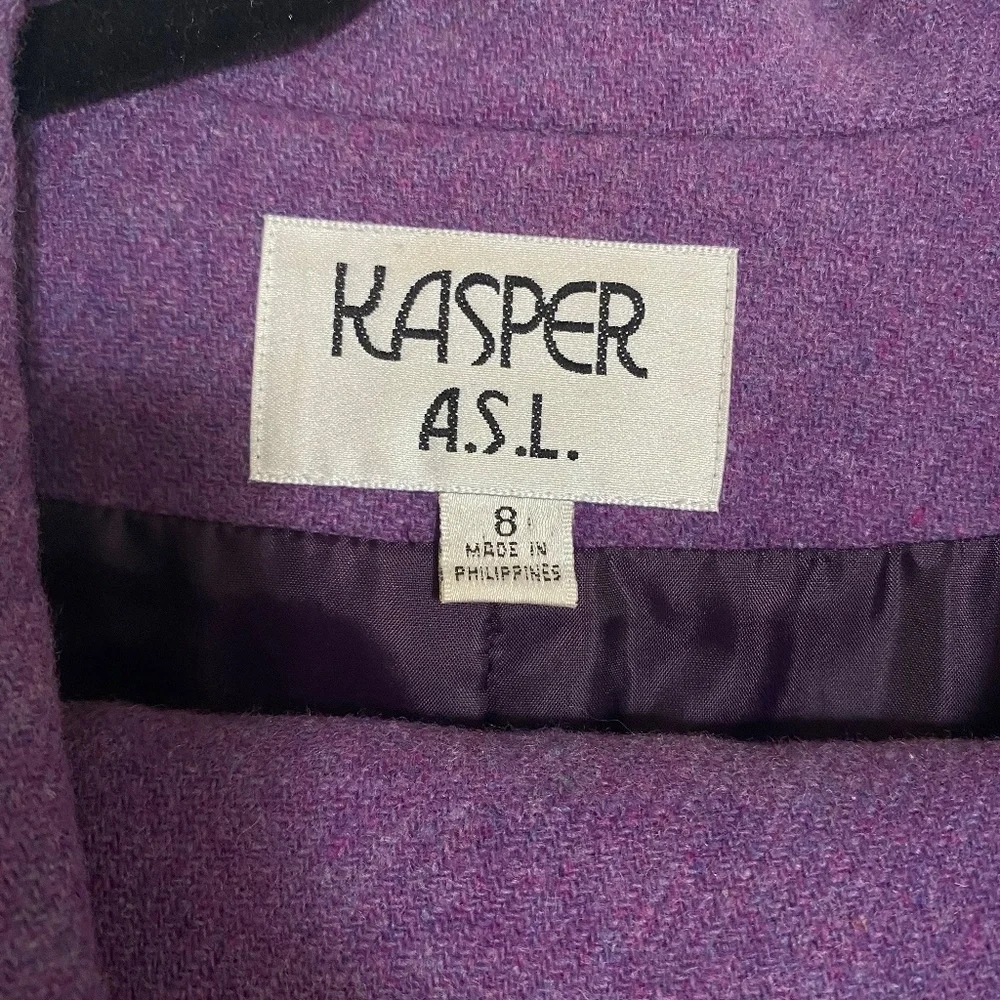 KASPER
A.S.L.
8
MADE IN
PHILIPPINES